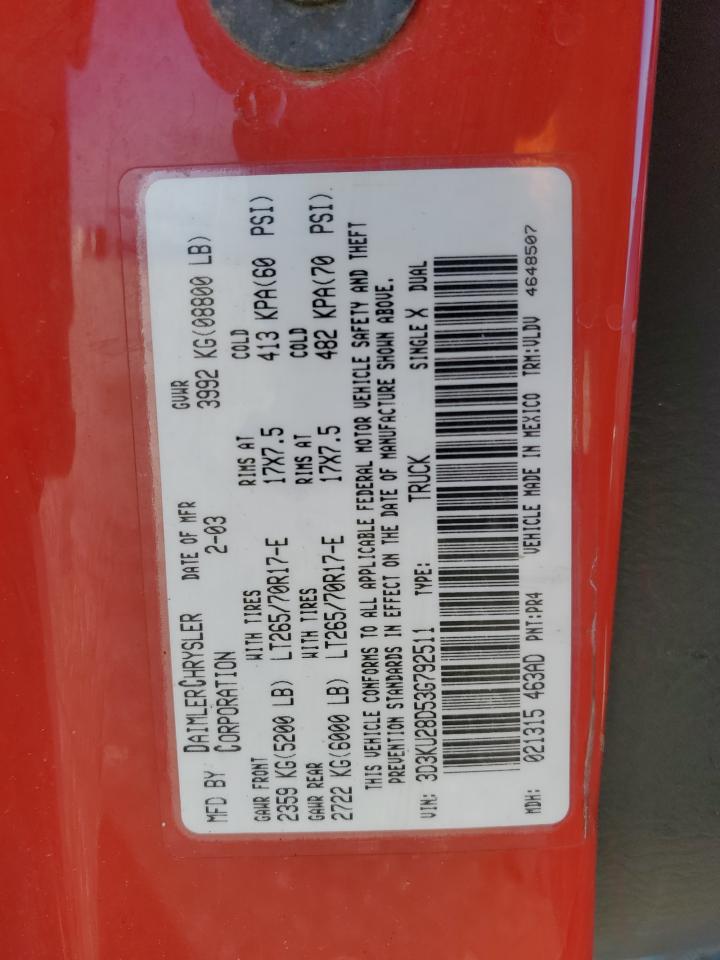 MFD BY DAIMLERCHRYSLER CORPORATION
DATE OF MFR 2-03
GVWR 3992 KG(08800 LB)
GAWR FRONT WITH TIRES RIMS AT COLD
2359 KG(5200 LB) LT265/70R17-E 17X7.5 413 KPA(60 PSI)
GAWR REAR WITH TIRES RIMS AT COLD
2722 KG(6000 LB) LT265/70R17-E 17X7.5 482 KPA(70 PSI).
THIS VEHICLE CONFORMS TO ALL APPLICABLE FEDERAL MOTOR VEHICLE SAFETY AND THEFT
PREVENTION STANDARDS IN EFFECT ON THE DATE OF MANUFACTURE SHOWN ABOVE.
VIN: 3D3KU28D53G792511 TYPE: TRUCK SINGLE X DUAL
MDH: 021315 463AD PNT:PR4 VEHICLE MADE IN MEXICO TRM:VLDV 4648507